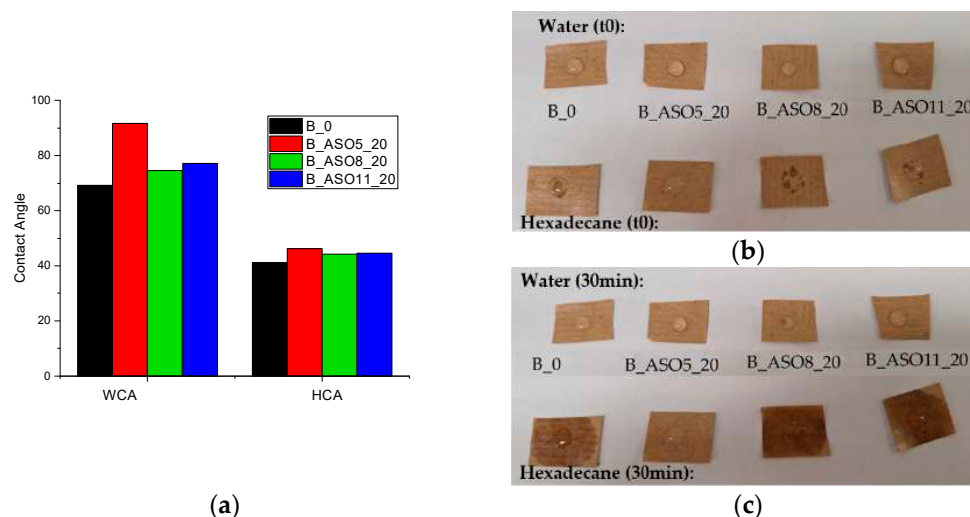 100
80
60
40
20
0
Contact Angle
WCA
HCA
B_0
B_ASO5_20
B_ASO8_20
B_ASO11_20
(a)
Water (t0):
B_0
B_ASO5_20
B_ASO8_20
B_ASO11_20
Hexadecane (t0):
(b)
Water (30min):
B_0
B_ASO5_20
B_ASO8_20
B_ASO11_20
Hexadecane (30min):
(c)